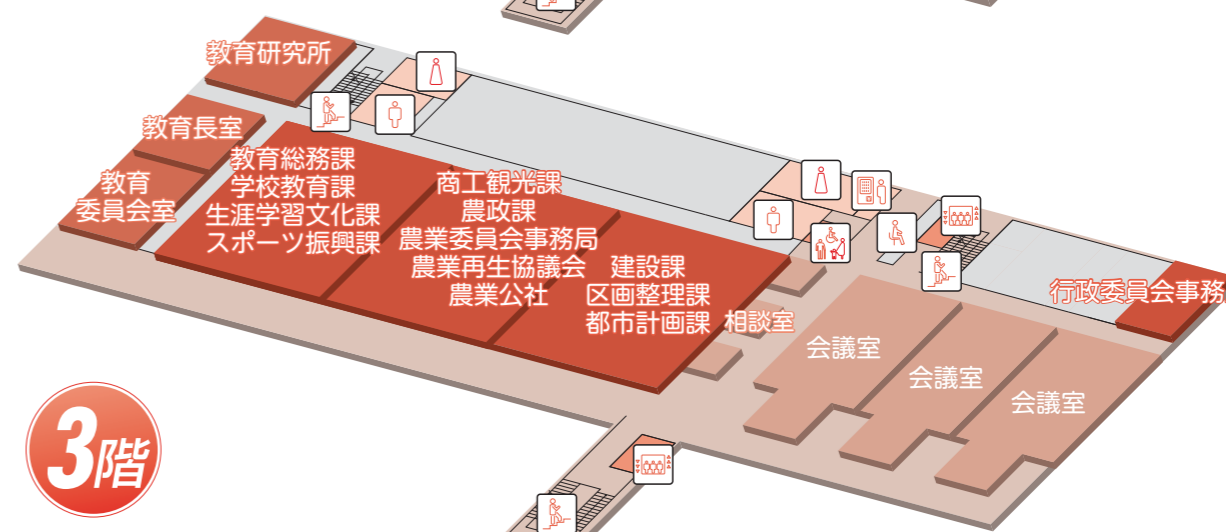 教育研究所
教育長室
教育
委員会室
教育総務課
学校教育課
生涯学習文化課
スポーツ振興課
商工観光課
農政課
農業委員会事務局
農業再生協議会
農業公社
建設課
区画整理課
都市計画課
相談室
会議室
会議室
会議室
行政委員会事務
3階